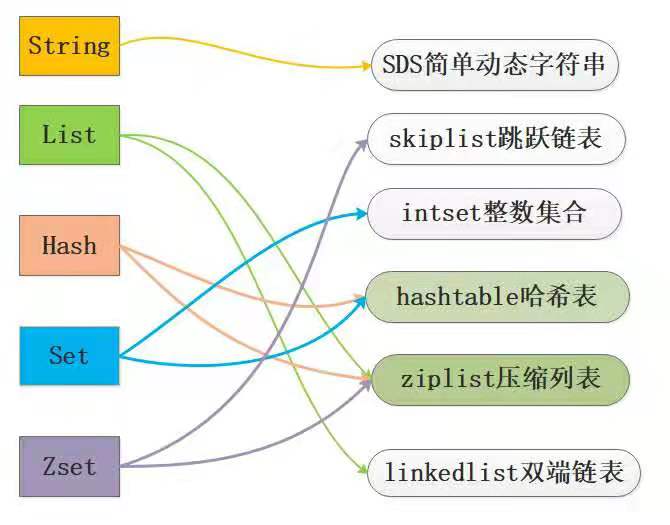 String
List
Hash
Set
Zset
SDS简单动态字符串
skiplist跳跃链表
intset整数集合
hashtable哈希表
ziplist压缩列表
linkedlist双端链表